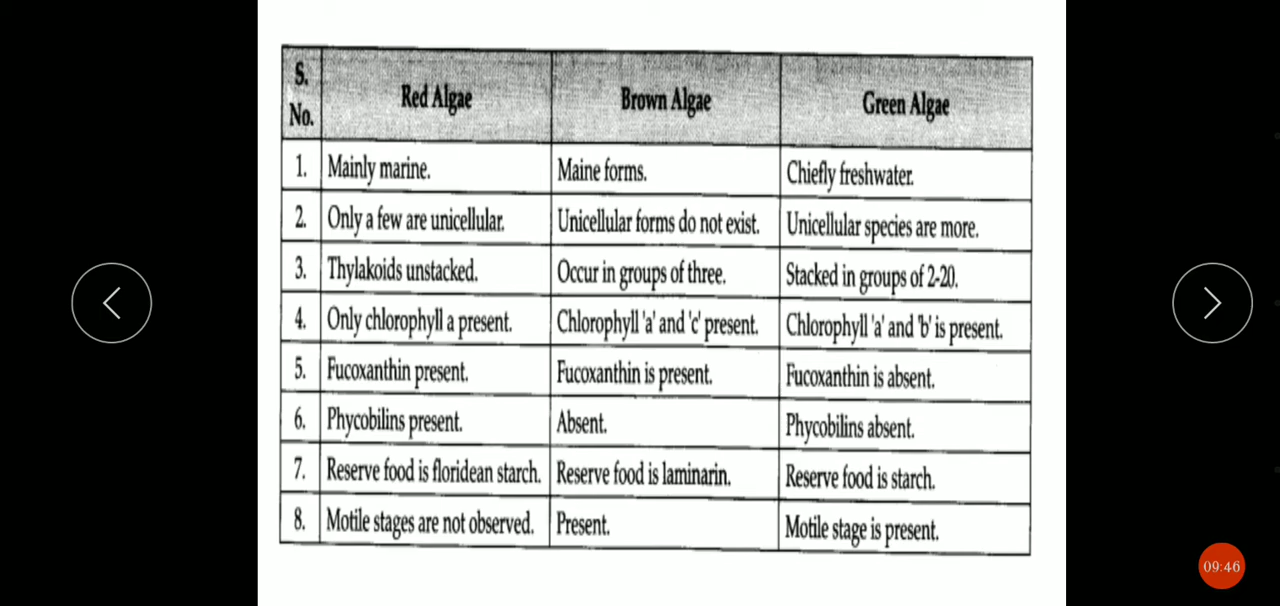 S. No. Red Algae Brown Algae Green Algae
1. Mainly marine. Maine forms. Chiefly freshwater.
2. Only a few are unicellular. Unicellular forms do not exist. Unicellular species are more.
3. Thylakoids unstacked. Occur in groups of three. Stacked in groups of 2-20.
4. Only chlorophyll a present. Chlorophyll 'a' and 'c' present. Chlorophyll 'a' and 'b' is present.
5. Fucoxanthin present. Fucoxanthin is present. Fucoxanthin is absent.
6. Phycobilins present. Absent. Phycobilins absent.
7. Reserve food is floridean starch. Reserve food is laminarin. Reserve food is starch.
8. Motile stages are not observed. Present. Motile stage is present.
09:46